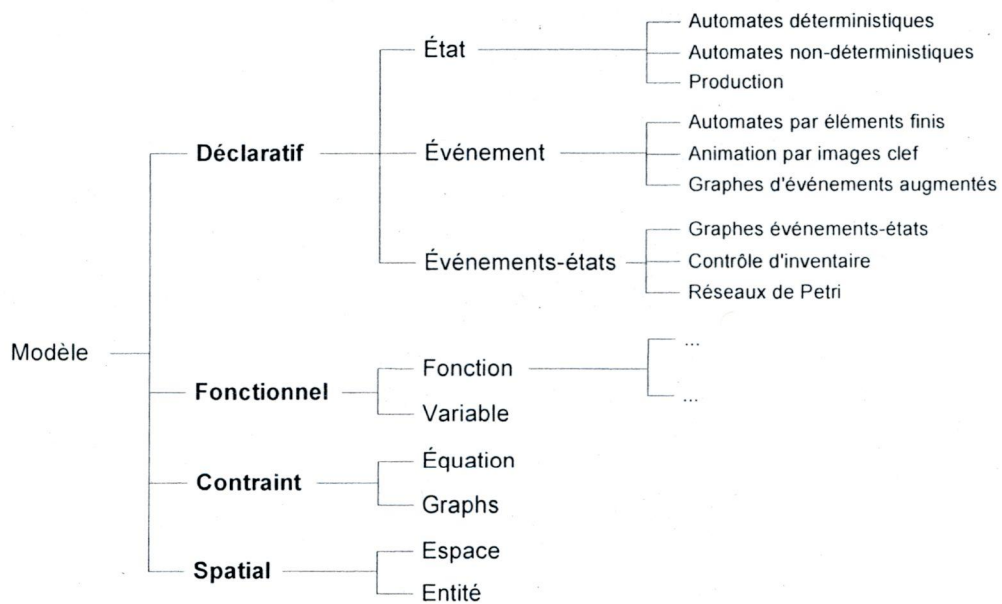 Automates déterministiques
État
Automates non-déterministiques
Production
Automates par éléments finis
Déclaratif
Événement
Animation par images clef
Graphes d'événements augmentés
Graphes événements-états
Événements-états
Contrôle d'inventaire
Réseaux de Petri
Modèle
...
Fonction
Fonctionnel
...
Variable
Équation
Contraint
Graphs
Espace
Spatial
Entité